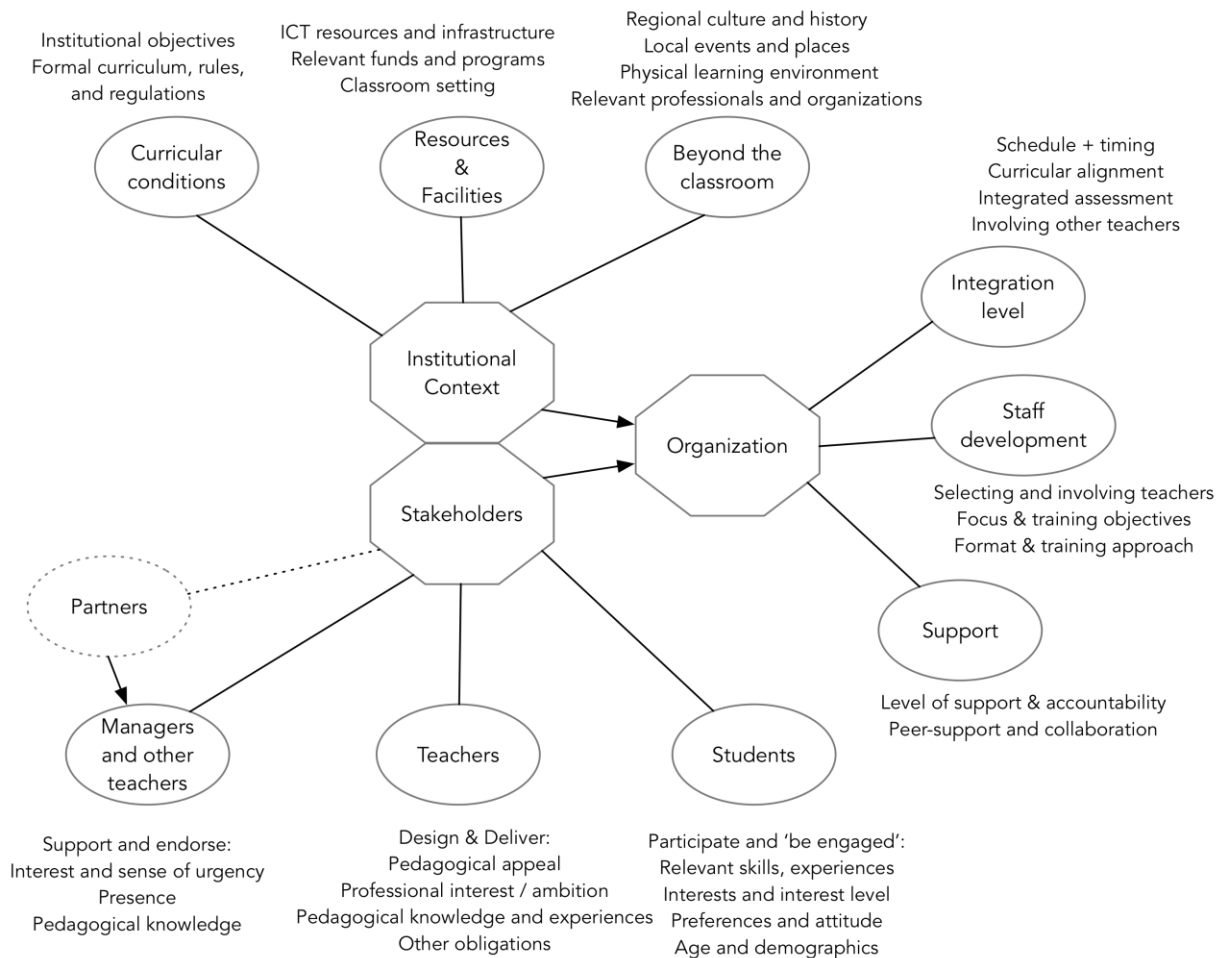 Institutional objectives
Formal curriculum, rules,
and regulations
ICT resources and infrastructure
Relevant funds and programs
Classroom setting
Regional culture and history
Local events and places
Physical learning environment
Relevant professionals and organizations
Curricular
conditions
Resources
&
Facilities
Beyond the
classroom
Schedule + timing
Curricular alignment
Integrated assessment
Involving other teachers
Integration
level
Institutional
Context
Organization
Staff
development
Selecting and involving teachers
Focus & training objectives
Format & training approach
Stakeholders
Partners
Support
Level of support & accountability
Peer-support and collaboration
Managers
and other
teachers
Teachers
Students
Support and endorse:
Interest and sense of urgency
Presence
Pedagogical knowledge
Design & Deliver:
Pedagogical appeal
Professional interest / ambition
Pedagogical knowledge and experiences
Other obligations
Participate and ‘be engaged’:
Relevant skills, experiences
Interests and interest level
Preferences and attitude
Age and demographics